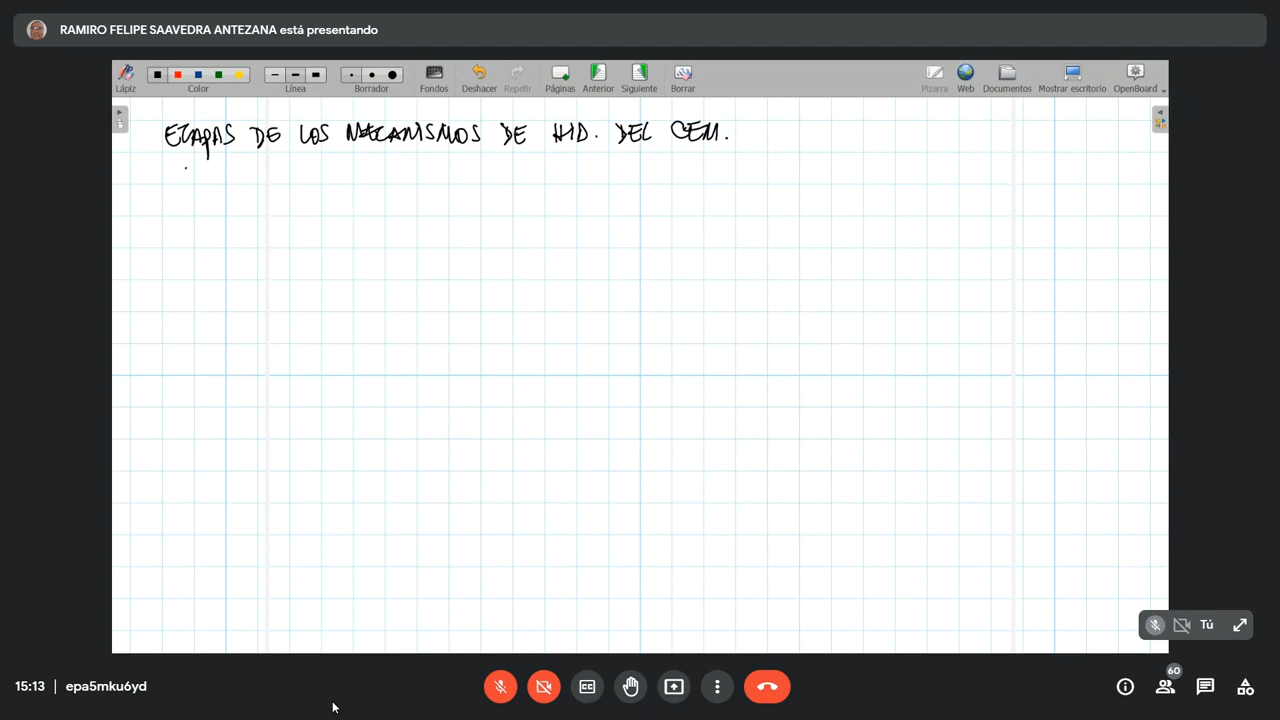 RAMIRO FELIPE SAAVEDRA ANTEZANA está presentando
Lápiz Color Línea Borrador Fondos Deshacer Repetir Páginas Anterior Siguiente Borrar Pizarra Web Documentos Mostrar escritorio OpenBoard
ETAPAS DE LOS MECANISMOS DE HID. DEL CEM.
Tú
15:13 | epa5mku6yd
CC
60